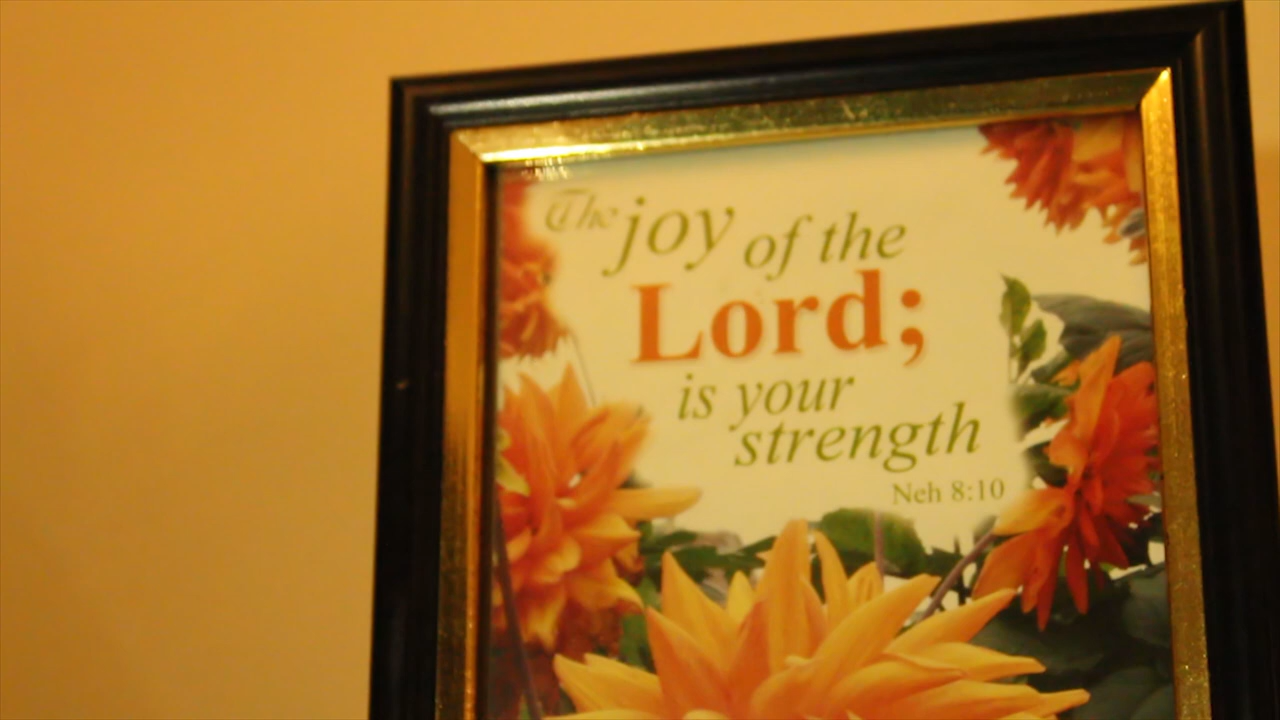 The joy of the
Lord;
is your
strength
Neh 8:10